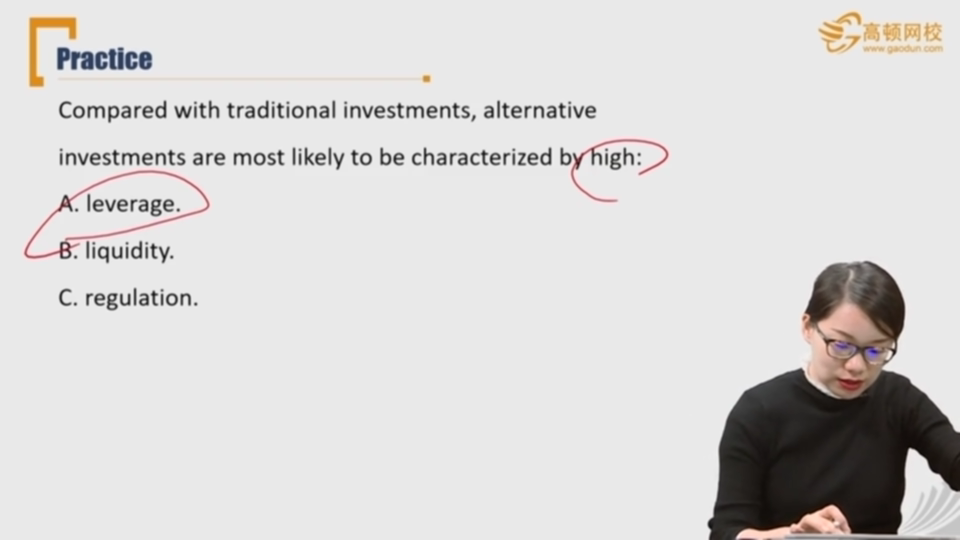 高顿网校
www.gaodun.com
Practice
Compared with traditional investments, alternative
investments are most likely to be characterized by high:
A. leverage.
B. liquidity.
C. regulation.